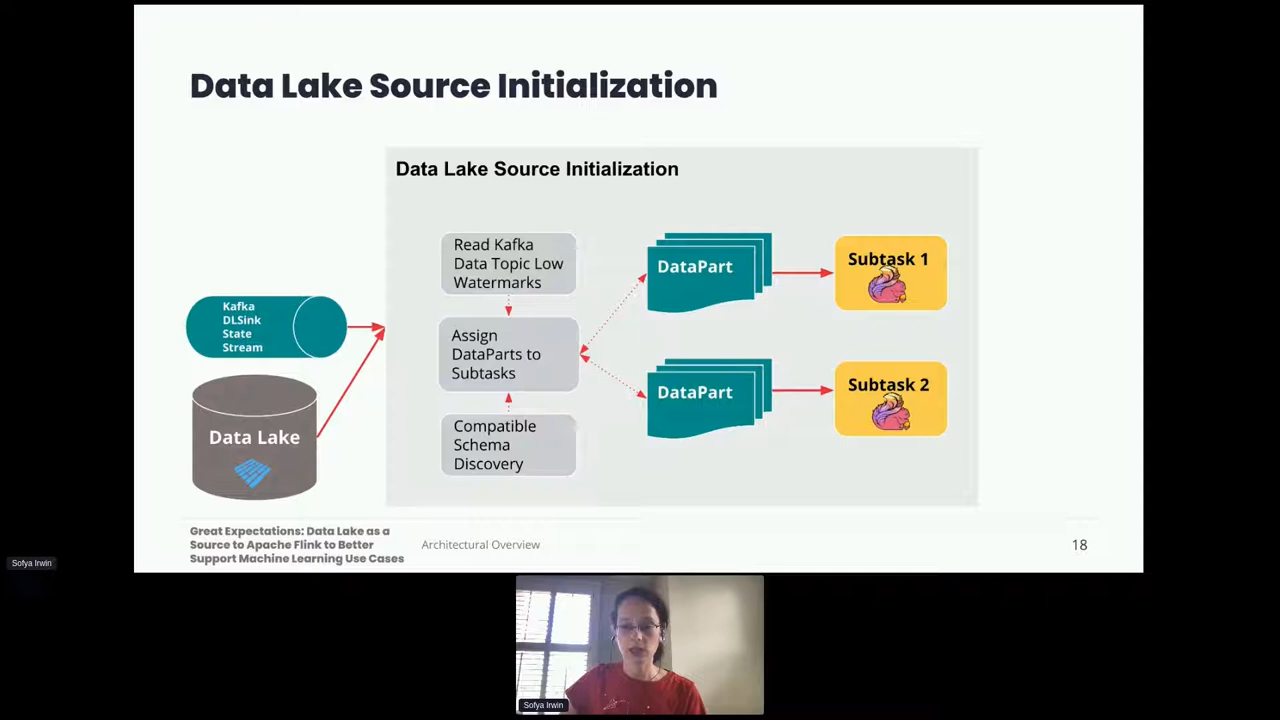 Data Lake Source Initialization
Data Lake Source Initialization
Read Kafka
Data Topic Low
Watermarks
Assign
DataParts to
Subtasks
Compatible
Schema
Discovery
DataPart
Subtask 1
DataPart
Subtask 2
Kafka
DLSink
State
Stream
Data Lake
Great Expectations: Data Lake as a
Source to Apache Flink to Better
Support Machine Learning Use Cases
Architectural Overview
18
Sofya Irwin
Sofya Irwin